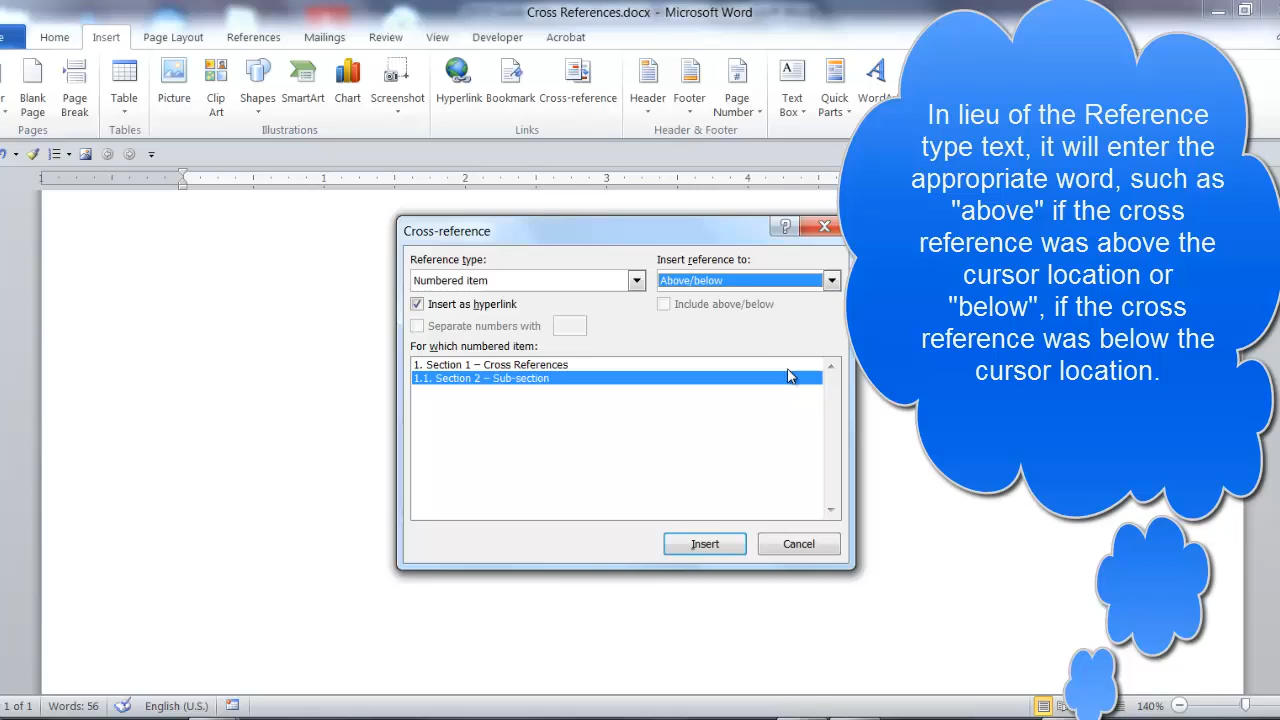 Cross References.docx - Microsoft Word
Home Insert Page Layout References Mailings Review View Developer Acrobat
Blank Page
Page Break
Table
Picture
Clip Art
Shapes
SmartArt
Chart
Screenshot
Hyperlink
Bookmark
Cross-reference
Header
Footer
Page Number
Text Box
Quick Parts
Pages Tables Illustrations Links Header & Footer
1 1 2 3 4
Cross-reference
Reference type: Insert reference to:
Numbered item Above/below
Insert as hyperlink Include above/below
Separate numbers with
For which numbered item:
1. Section 1 – Cross References
1.1. Section 2 – Sub-section
Insert Cancel
In lieu of the Reference
type text, it will enter the
appropriate word, such as
"above" if the cross
reference was above the
cursor location or
"below", if the cross
reference was below the
cursor location.
1 of 1 Words: 56 English (U.S.) 140%